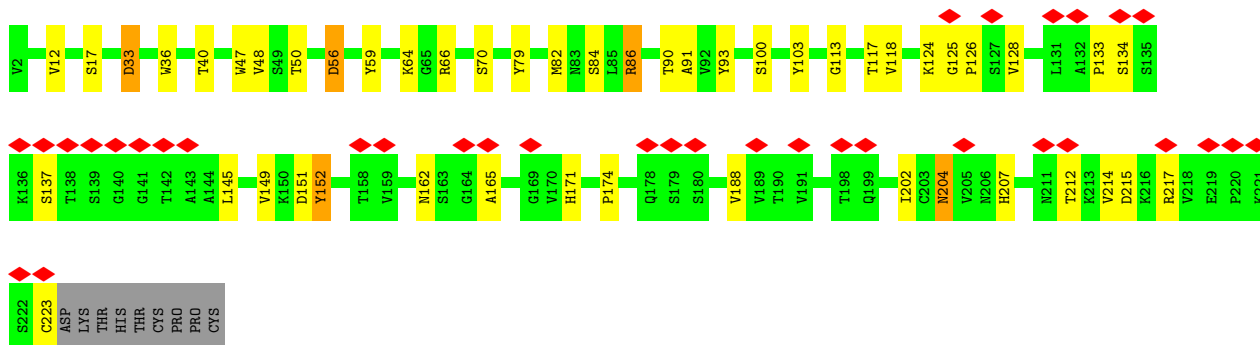 V2 V12 S17 D33 W36 T40 W47 V48 S49 T50 D56 Y59 K64 G65 R66 S70 Y79 M82 N83 S84 L85 R86 T90 A91 V92 Y93 S100 Y103 G113 T117 V118 K124 G125 P126 S127 V128 L131 A132 P133 S134 S135
K136 S137 T138 S139 G140 G141 T142 A143 A144 L145 V149 K150 D151 Y152 T158 V159 N162 S163 G164 A165 G169 V170 H171 P174 Q178 S179 S180 V188 V189 T190 V191 T198 Q199 I202 C203 N204 V205 N206 H207 N211 T212 K213 V214 D215 K216 R217 V218 E219 P220 K221
S222 C223 ASP LYS THR HIS THR CYS PRO PRO CYS